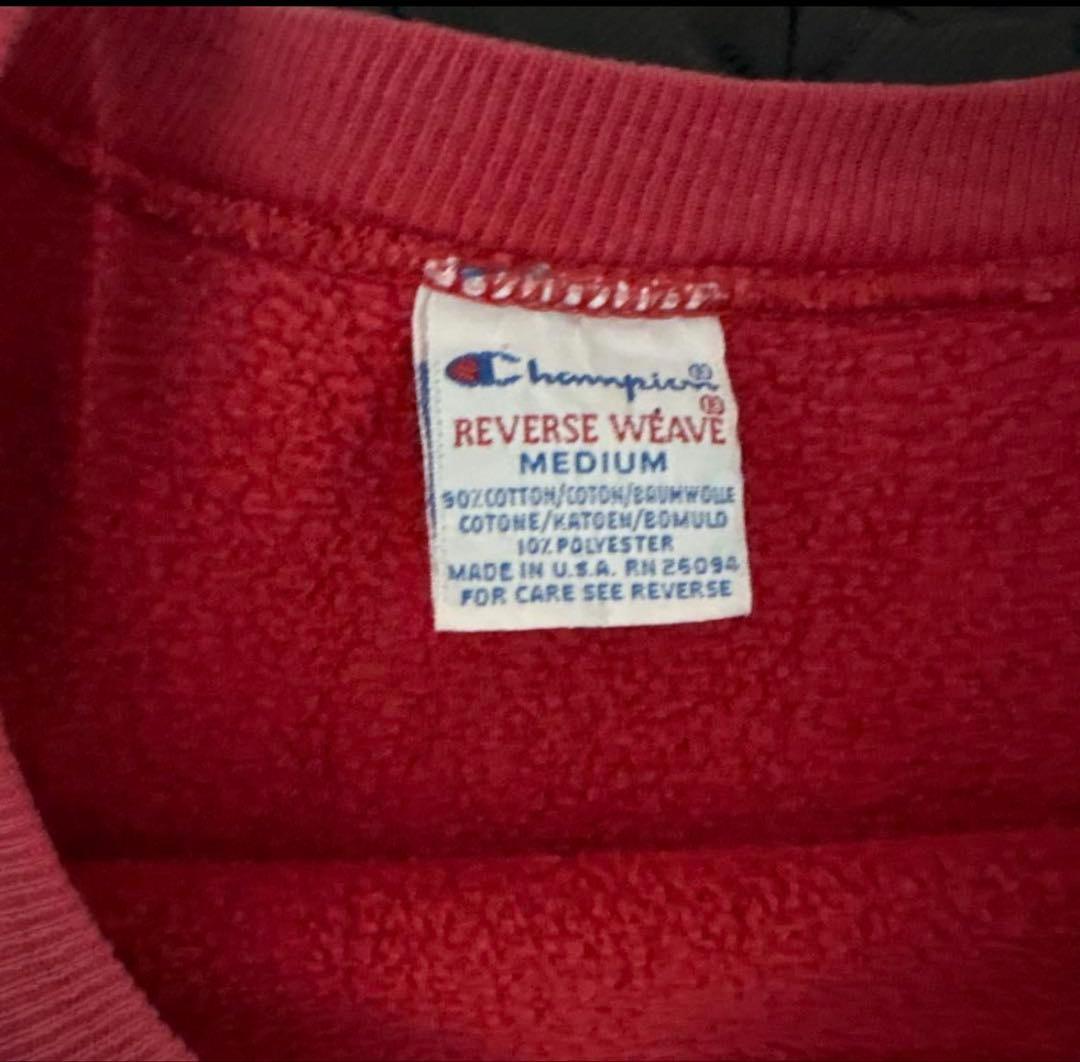 Champion®
REVERSE WEAVE®
MEDIUM
90% COTTON/COTON/BAUMWOLLE
COTONE/KATOEN/BOMULD
10% POLYESTER
MADE IN U.S.A. RN 26094
FOR CARE SEE REVERSE